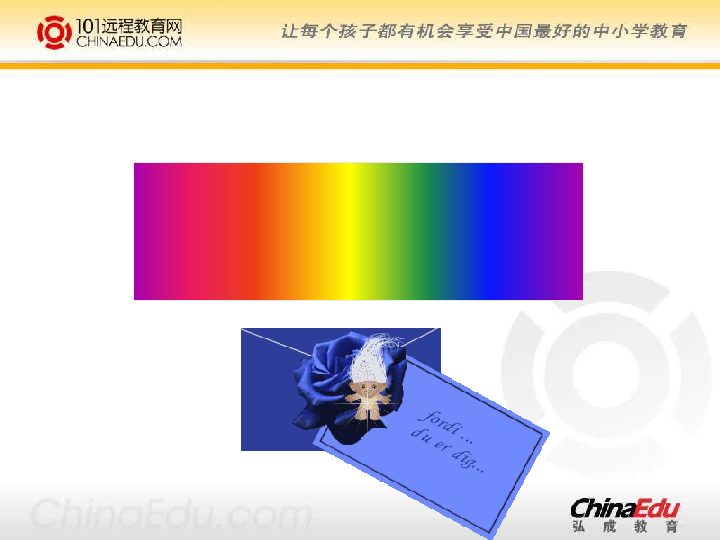 101远程教育网
CHINAEDU.COM
让每个孩子都有机会享受中国最好的中小学教育
fordi ...
du er dig...
ChinaEdu.com
ChinaEdu
弘成教育